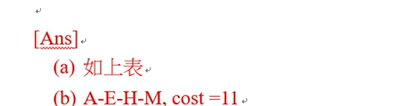 [Ans]
(a) 如上表
(b) A-E-H-M, cost =11